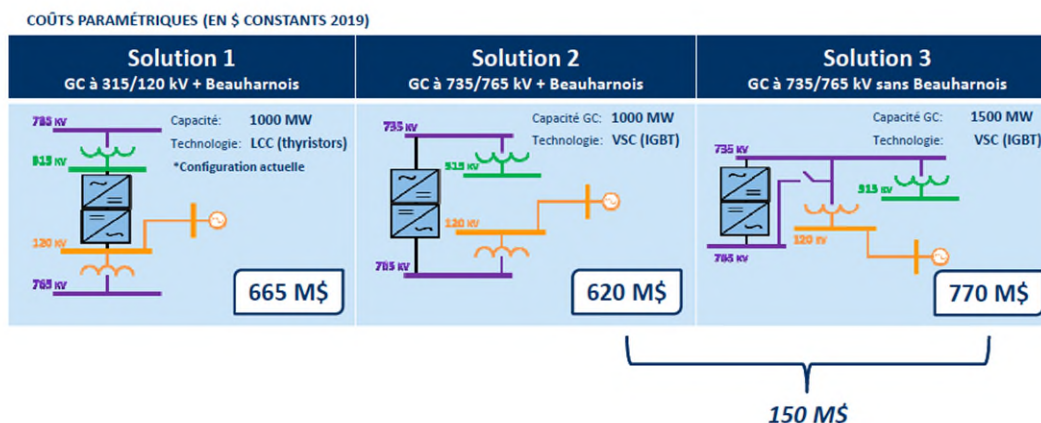 COÛTS PARAMÉTRIQUES (EN $ CONSTANTS 2019)
Solution 1
GC à 315/120 kV + Beauharnois
Capacité: 1000 MW
Technologie: LCC (thyristors)
*Configuration actuelle
735 KV
315 KV
120 KV
765 KV
665 M$
Solution 2
GC à 735/765 kV + Beauharnois
Capacité GC: 1000 MW
Technologie: VSC (IGBT)
735 KV
315 KV
120 KV
765 KV
620 M$
Solution 3
GC à 735/765 kV sans Beauharnois
Capacité GC: 1500 MW
Technologie: VSC (IGBT)
735 KV
315 KV
120 KV
765 KV
770 M$
150 M$